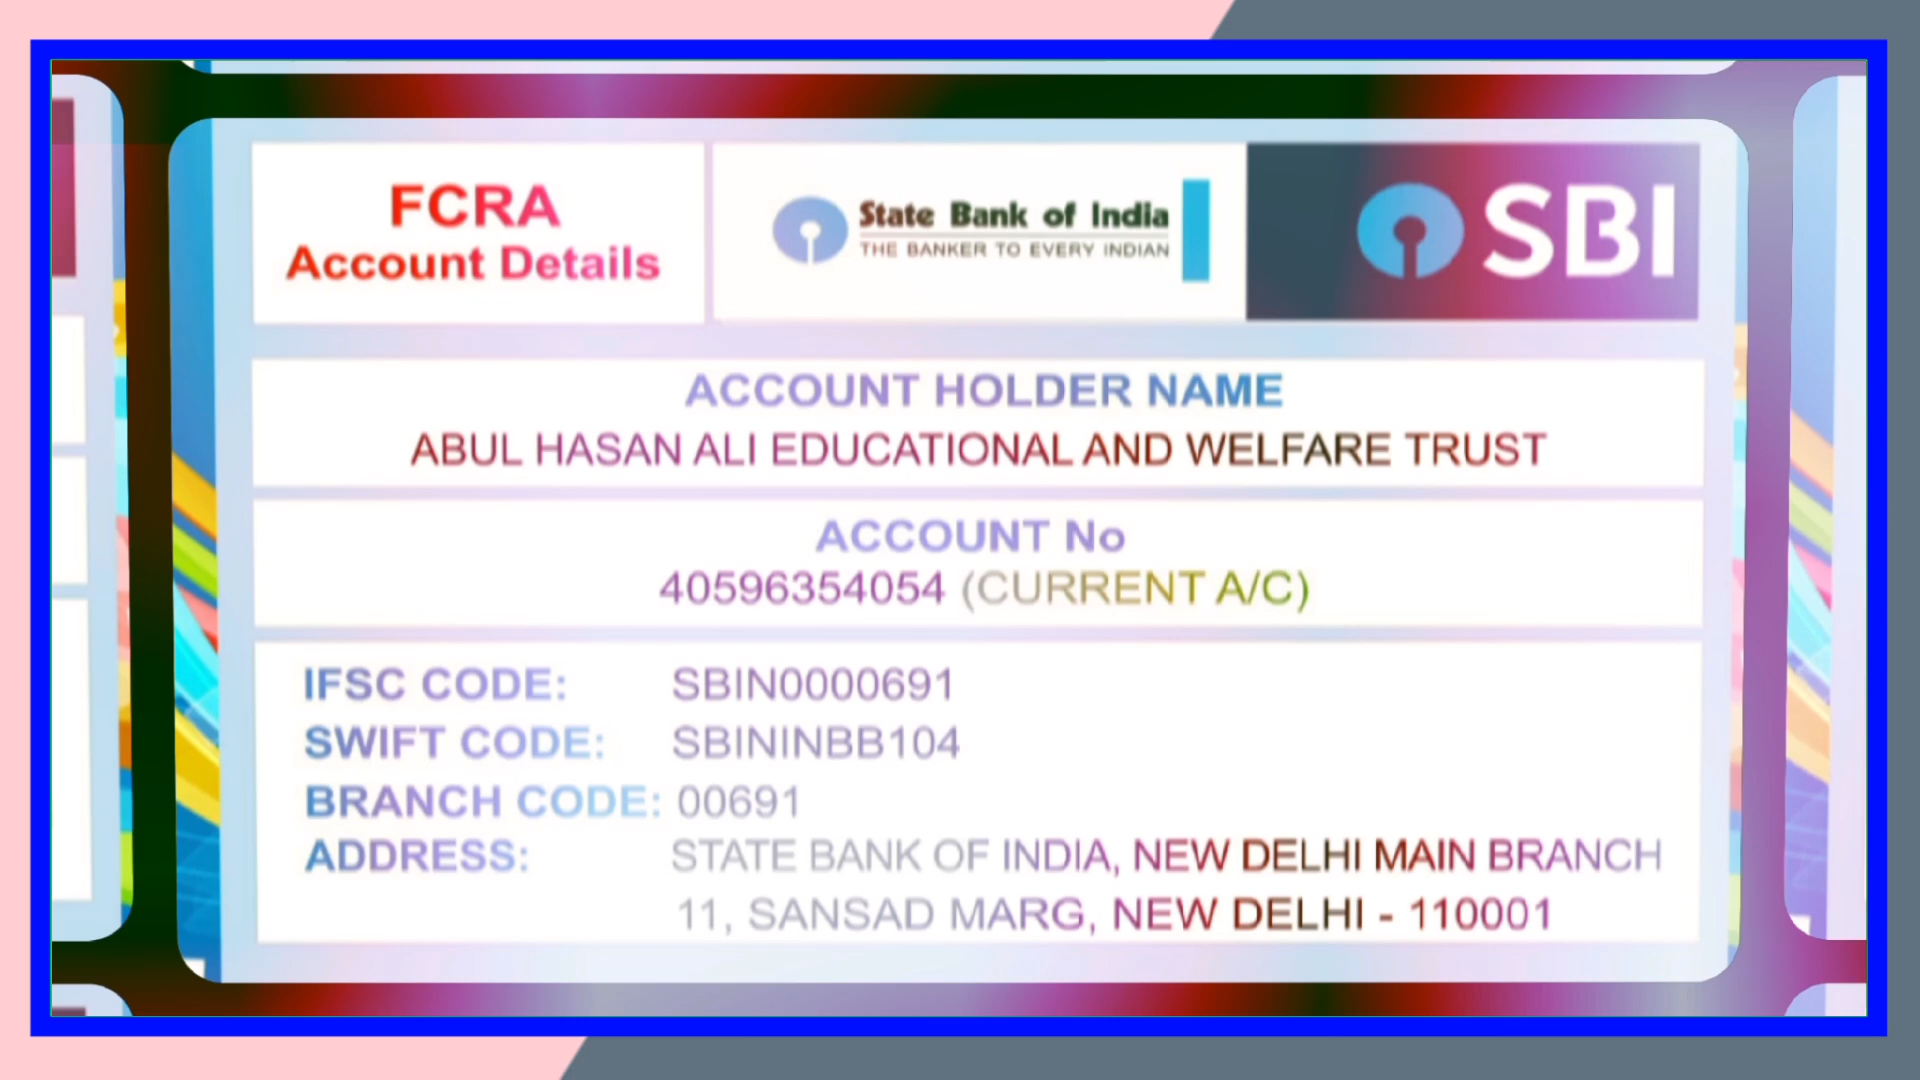 FCRA
Account Details
State Bank of India
THE BANKER TO EVERY INDIAN
SBI
ACCOUNT HOLDER NAME
ABUL HASAN ALI EDUCATIONAL AND WELFARE TRUST
ACCOUNT No
40596354054 (CURRENT A/C)
IFSC CODE: SBIN0000691
SWIFT CODE: SBININBB104
BRANCH CODE: 00691
ADDRESS: STATE BANK OF INDIA, NEW DELHI MAIN BRANCH
11, SANSAD MARG, NEW DELHI - 110001